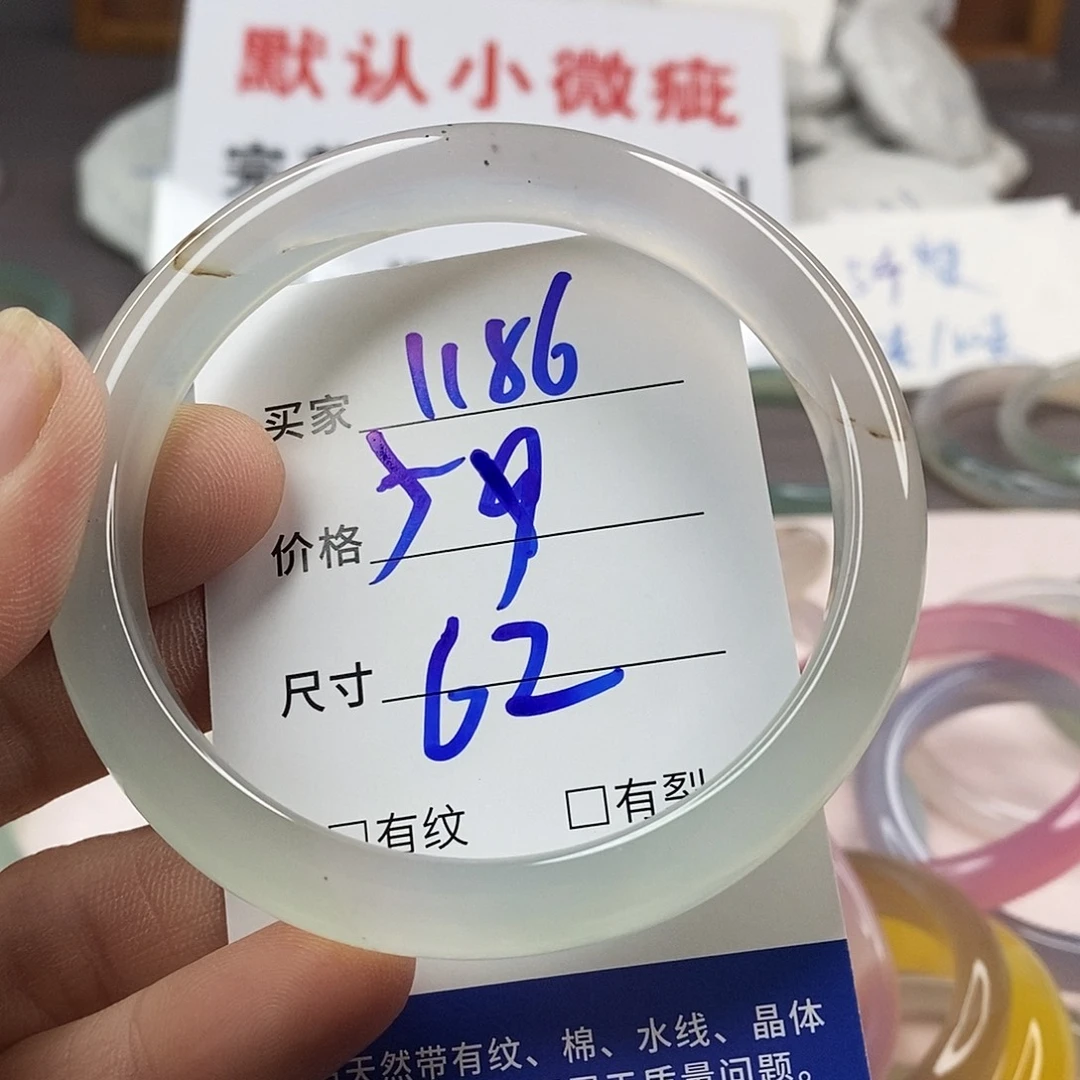 默认小微疵
买家 1186
价格 59
尺寸 62
□有纹 □有裂
天然带有纹、棉、水线、晶体
质量问题。